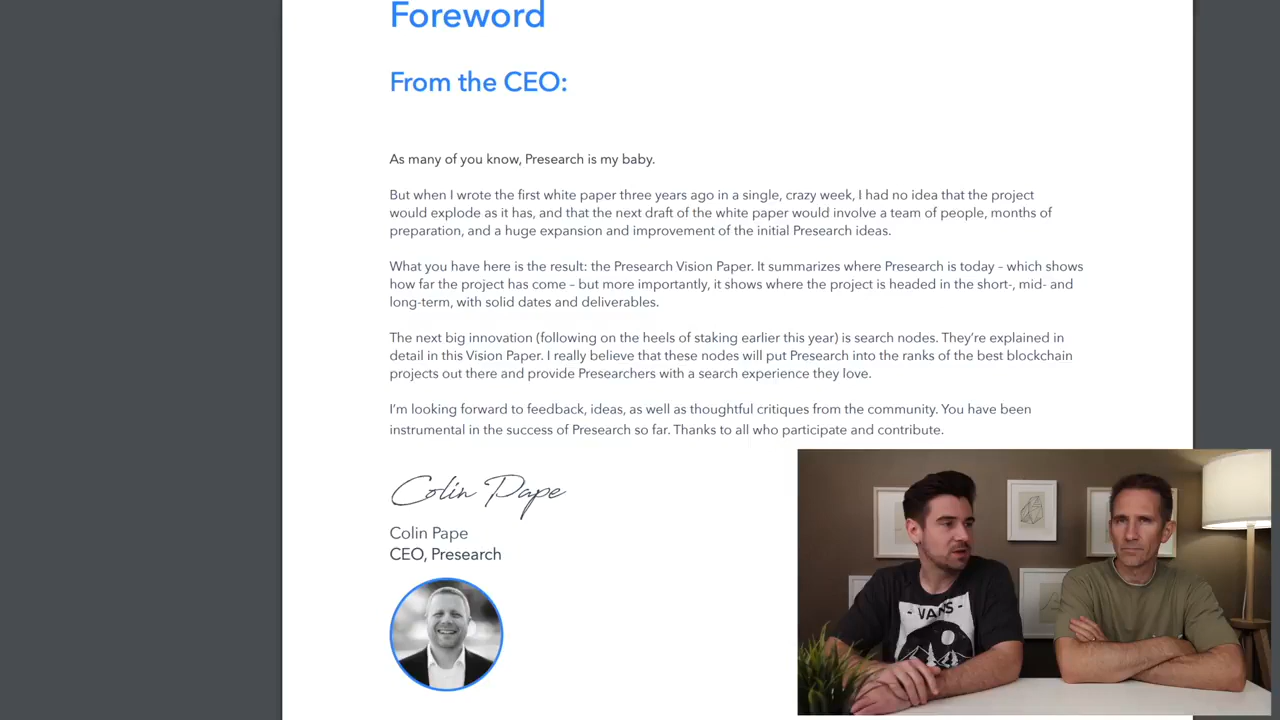 Foreword
From the CEO:
As many of you know, Presearch is my baby.
But when I wrote the first white paper three years ago in a single, crazy week, I had no idea that the project
would explode as it has, and that the next draft of the white paper would involve a team of people, months of
preparation, and a huge expansion and improvement of the initial Presearch ideas.
What you have here is the result: the Presearch Vision Paper. It summarizes where Presearch is today – which shows
how far the project has come – but more importantly, it shows where the project is headed in the short-, mid- and
long-term, with solid dates and deliverables.
The next big innovation (following on the heels of staking earlier this year) is search nodes. They’re explained in
detail in this Vision Paper. I really believe that these nodes will put Presearch into the ranks of the best blockchain
projects out there and provide Presearchers with a search experience they love.
I’m looking forward to feedback, ideas, as well as thoughtful critiques from the community. You have been
instrumental in the success of Presearch so far. Thanks to all who participate and contribute.
Colin Pape
Colin Pape
CEO, Presearch
- VANS -